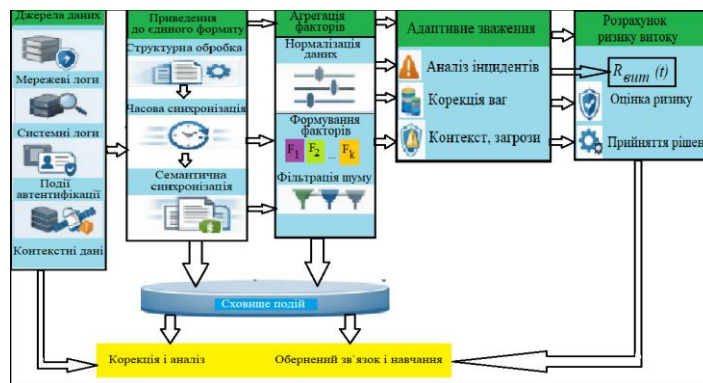 Джерела даних
Мережеві логи
Системні логи
Події
автентифікації
Контекстні дані
Приведення
до єдиного формату
Структурна обробка
Часова синхронізація
Семантична
синхронізація
Агрегація
факторів
Нормалізація
даних
Формування
факторів
F1 F2 ... Fk
Фільтрація шуму
Адаптивне зваження
Аналіз інцидентів
Корекція ваг
Контекст, загрози
Розрахунок
ризику витоку
Rвит (t)
Оцінка ризику
Прийняття рішен
Сховище подій
Корекція і аналіз
Обернений зв`язок і навчання